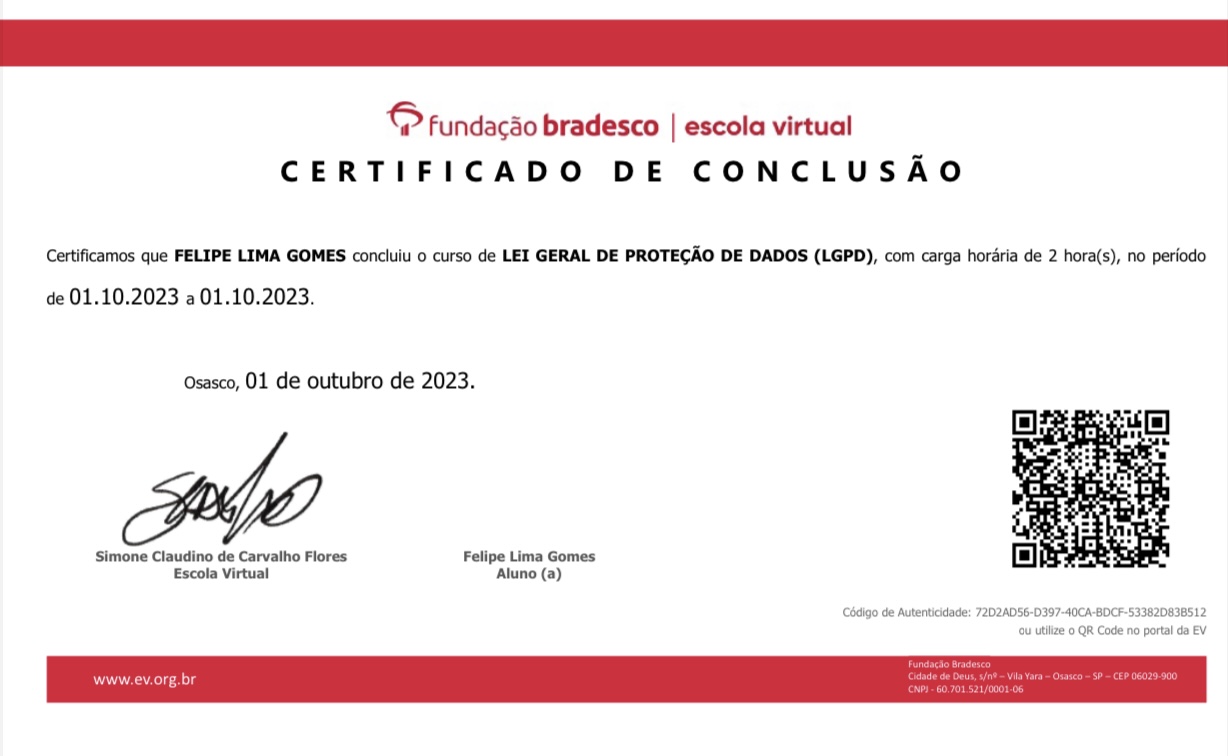 fundação bradesco | escola virtual
CERTIFICADO DE CONCLUSÃO
Certificamos que FELIPE LIMA GOMES concluiu o curso de LEI GERAL DE PROTEÇÃO DE DADOS (LGPD), com carga horária de 2 hora(s), no período
de 01.10.2023 a 01.10.2023.
Osasco, 01 de outubro de 2023.
Simone Claudino de Carvalho Flores
Escola Virtual
Felipe Lima Gomes
Aluno (a)
Código de Autenticidade: 72D2AD56-D397-40CA-BDCF-53382D83B512
ou utilize o QR Code no portal da EV
www.ev.org.br
Fundação Bradesco
Cidade de Deus, s/nº – Vila Yara – Osasco – SP – CEP 06029-900
CNPJ - 60.701.521/0001-06